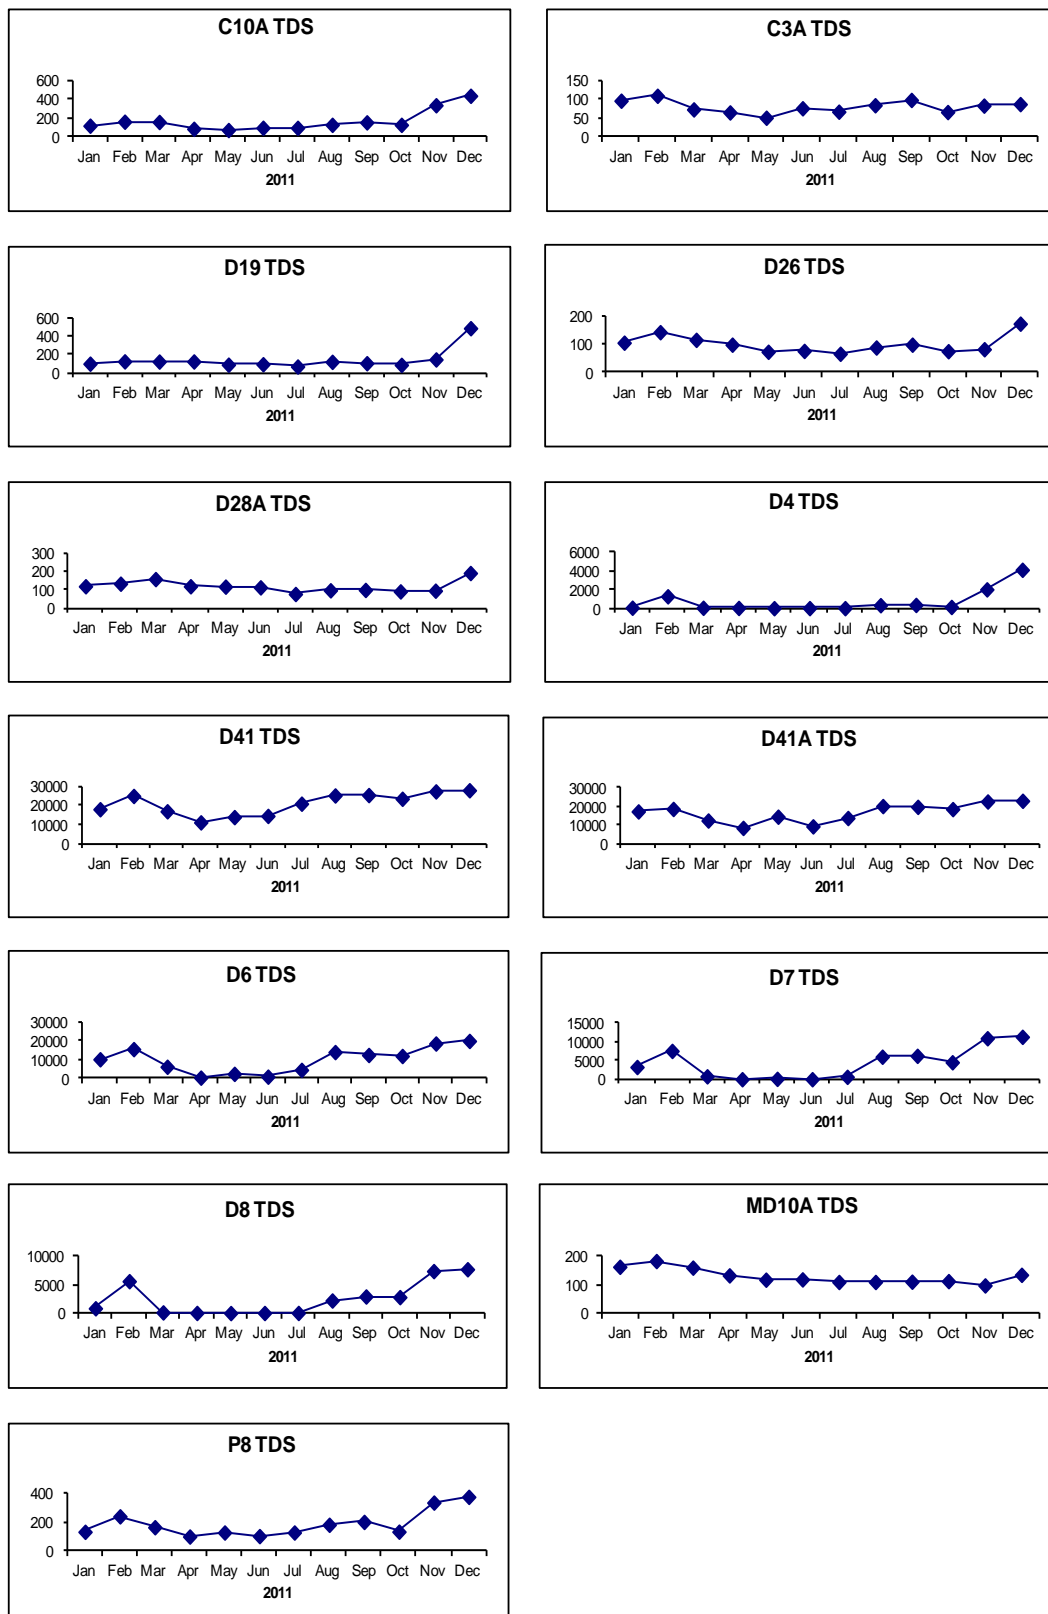 C10A TDS
600
400
200
0
Jan Feb Mar Apr May Jun Jul Aug Sep Oct Nov Dec
2011
C3A TDS
150
100
50
0
Jan Feb Mar Apr May Jun Jul Aug Sep Oct Nov Dec
2011
D19 TDS
600
400
200
0
Jan Feb Mar Apr May Jun Jul Aug Sep Oct Nov Dec
2011
D26 TDS
200
100
0
Jan Feb Mar Apr May Jun Jul Aug Sep Oct Nov Dec
2011
D28A TDS
300
200
100
0
Jan Feb Mar Apr May Jun Jul Aug Sep Oct Nov Dec
2011
D4 TDS
6000
4000
2000
0
Jan Feb Mar Apr May Jun Jul Aug Sep Oct Nov Dec
2011
D41 TDS
30000
20000
10000
0
Jan Feb Mar Apr May Jun Jul Aug Sep Oct Nov Dec
2011
D41A TDS
30000
20000
10000
0
Jan Feb Mar Apr May Jun Jul Aug Sep Oct Nov Dec
2011
D6 TDS
30000
20000
10000
0
Jan Feb Mar Apr May Jun Jul Aug Sep Oct Nov Dec
2011
D7 TDS
15000
10000
5000
0
Jan Feb Mar Apr May Jun Jul Aug Sep Oct Nov Dec
2011
D8 TDS
10000
5000
0
Jan Feb Mar Apr May Jun Jul Aug Sep Oct Nov Dec
2011
MD10A TDS
200
100
0
Jan Feb Mar Apr May Jun Jul Aug Sep Oct Nov Dec
2011
P8 TDS
400
200
0
Jan Feb Mar Apr May Jun Jul Aug Sep Oct Nov Dec
2011